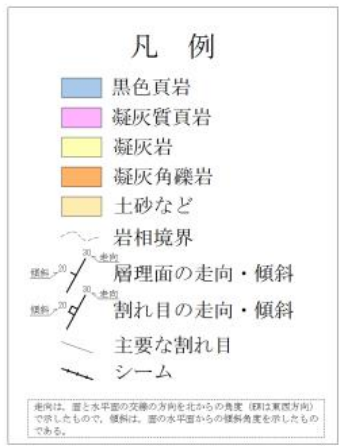 凡 例
黒色頁岩
凝灰質頁岩
凝灰岩
凝灰角礫岩
土砂など
岩相境界
30 走向
傾斜 20 層理面の走向・傾斜
30 走向
傾斜 20 割れ目の走向・傾斜
主要な割れ目
シーム
走向は、面と水平面の交線の方向を北からの角度（EWは東西方向）
で示したもので、傾斜は、面の水平面からの傾斜角度を示したもの
である。